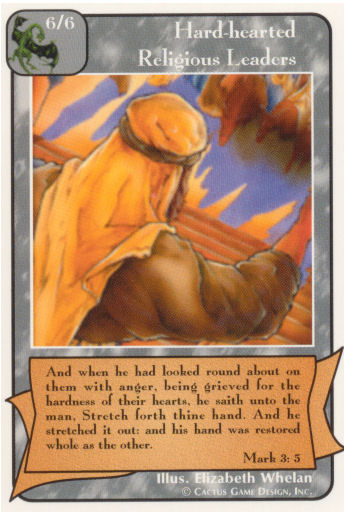 6/6
Hard-hearted
Religious Leaders
And when he had looked round about on
them with anger, being grieved for the
hardness of their hearts, he saith unto the
man, Stretch forth thine hand. And he
stretched it out: and his hand was restored
whole as the other.
Mark 3: 5
Illus. Elizabeth Whelan
© Cactus Game Design, Inc.